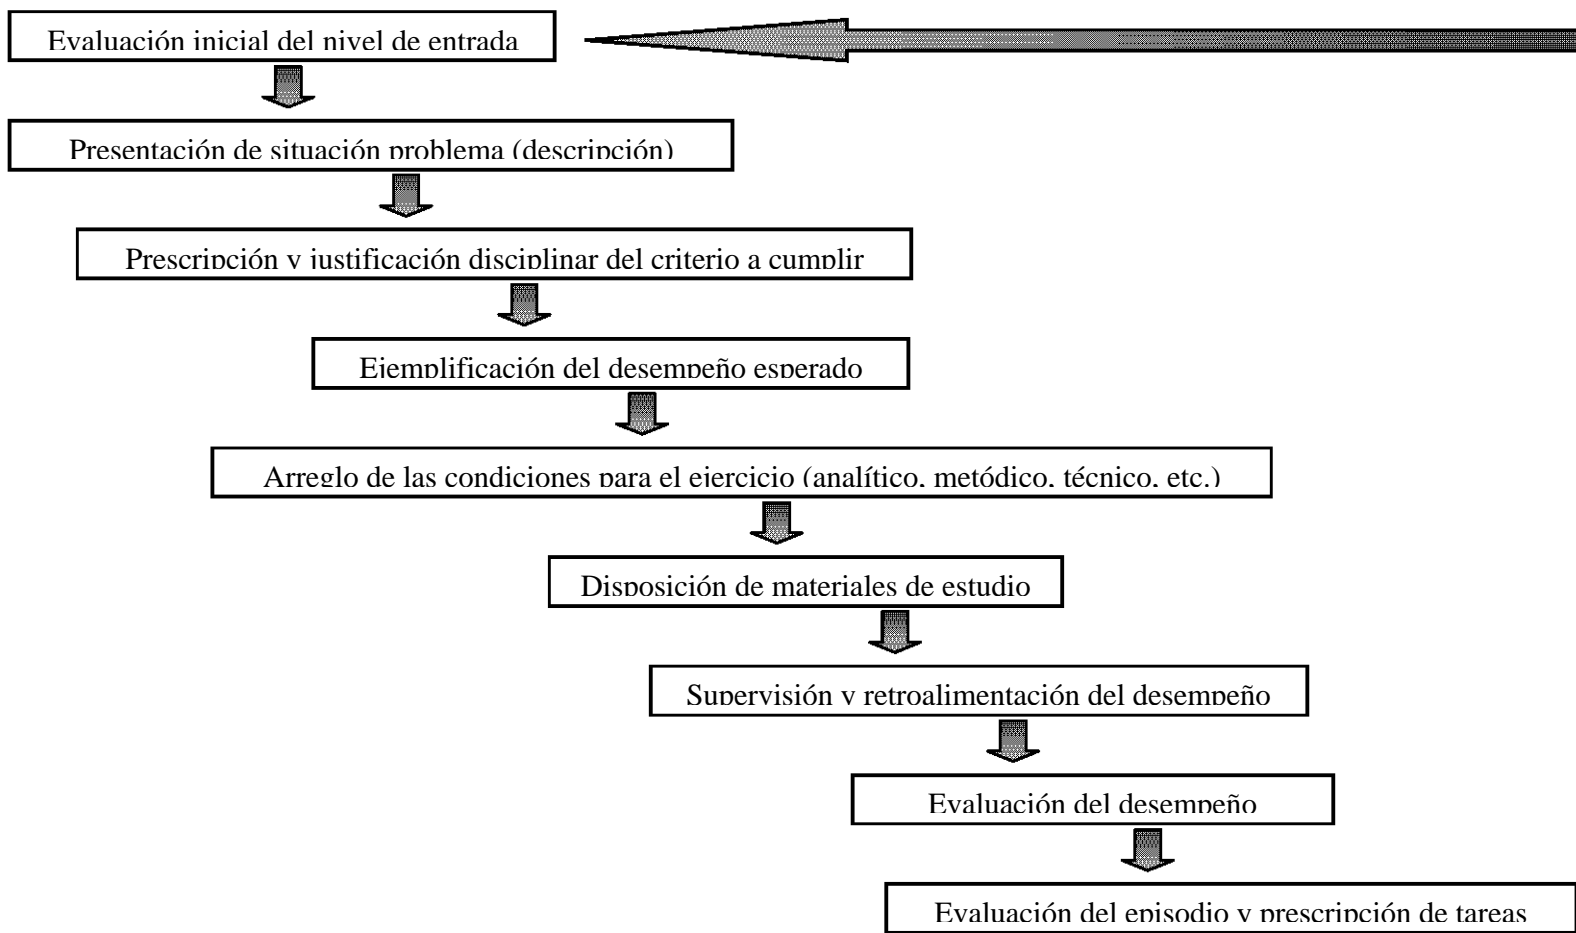 Evaluación inicial del nivel de entrada
Presentación de situación problema (descripción)
Prescripción y justificación disciplinar del criterio a cumplir
Ejemplificación del desempeño esperado
Arreglo de las condiciones para el ejercicio (analítico, metódico, técnico, etc.)
Disposición de materiales de estudio
Supervisión y retroalimentación del desempeño
Evaluación del desempeño
Evaluación del episodio y prescripción de tareas